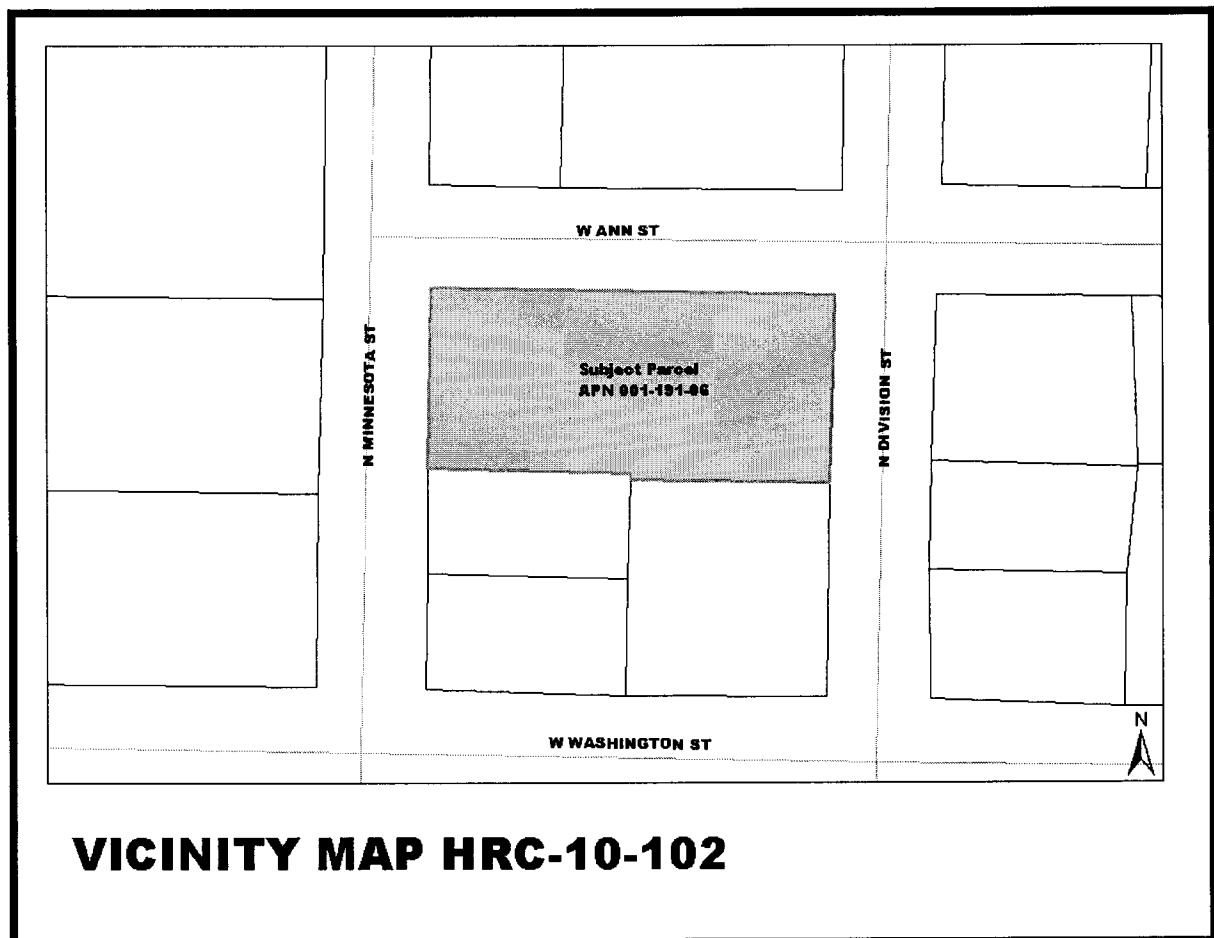 W ANN ST
N MINNESOTA ST
Subject Parcel
APN 001-191-06
N DIVISION ST
W WASHINGTON ST
N
VICINITY MAP HRC-10-102